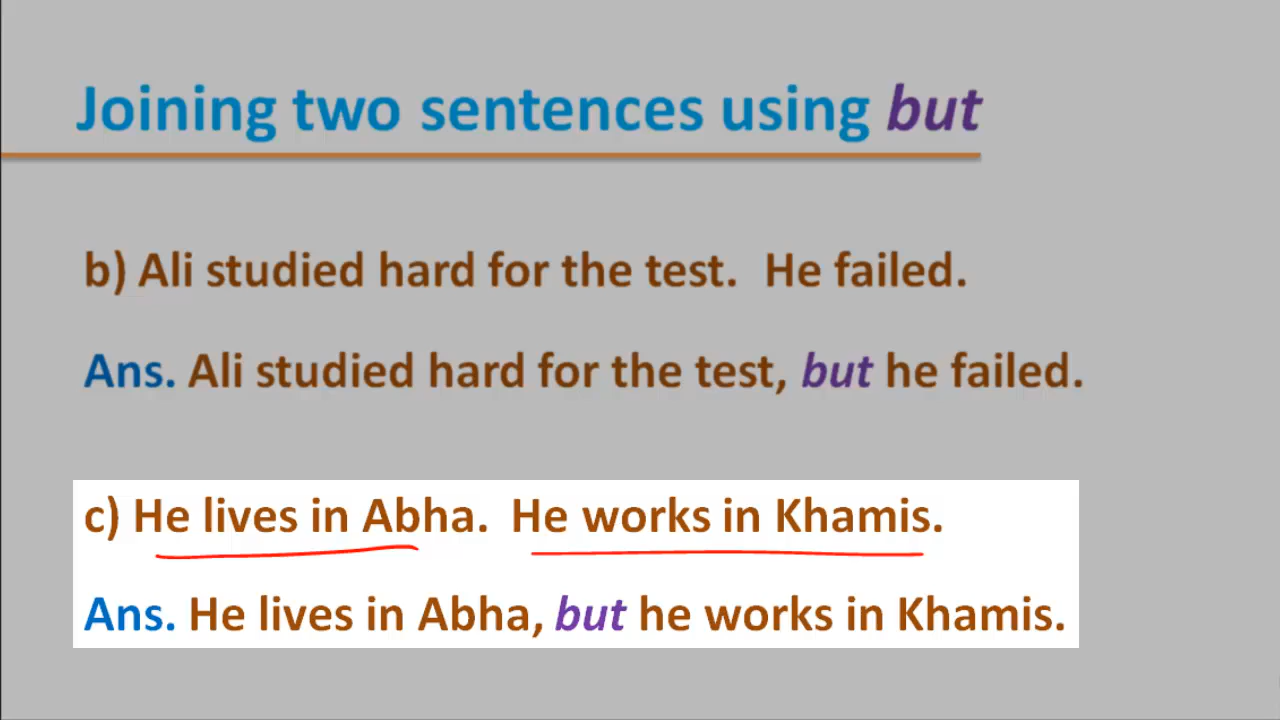 Joining two sentences using but
b) Ali studied hard for the test. He failed.
Ans. Ali studied hard for the test, but he failed.
c) He lives in Abha. He works in Khamis.
Ans. He lives in Abha, but he works in Khamis.